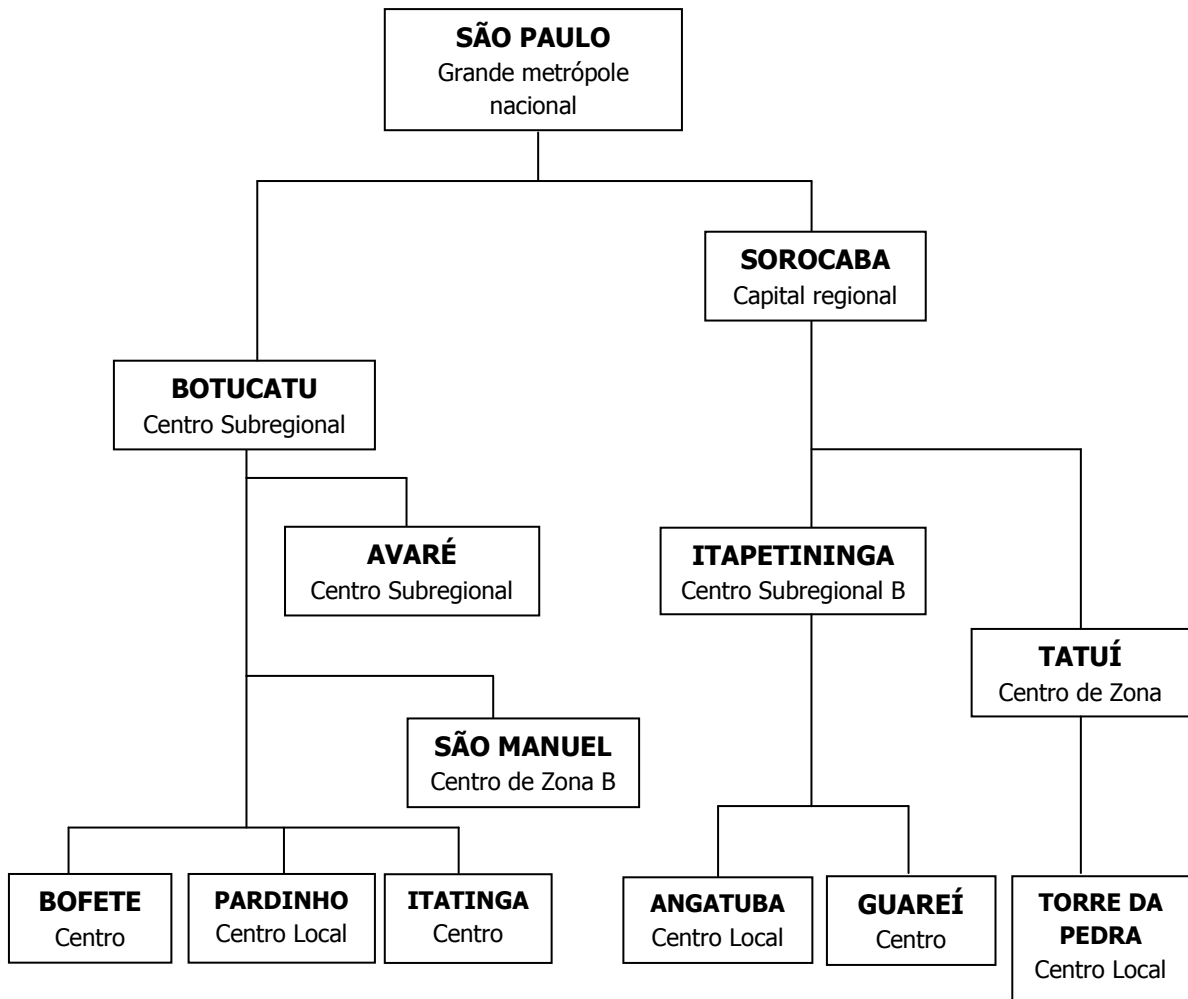 SÃO PAULO
Grande metrópole
nacional
SOROCABA
Capital regional
BOTUCATU
Centro Subregional
AVARÉ
Centro Subregional
ITAPETININGA
Centro Subregional B
TATUÍ
Centro de Zona
SÃO MANUEL
Centro de Zona B
BOFETE
Centro
PARDINHO
Centro Local
ITATINGA
Centro
ANGATUBA
Centro Local
GUAREÍ
Centro
TORRE DA
PEDRA
Centro Local